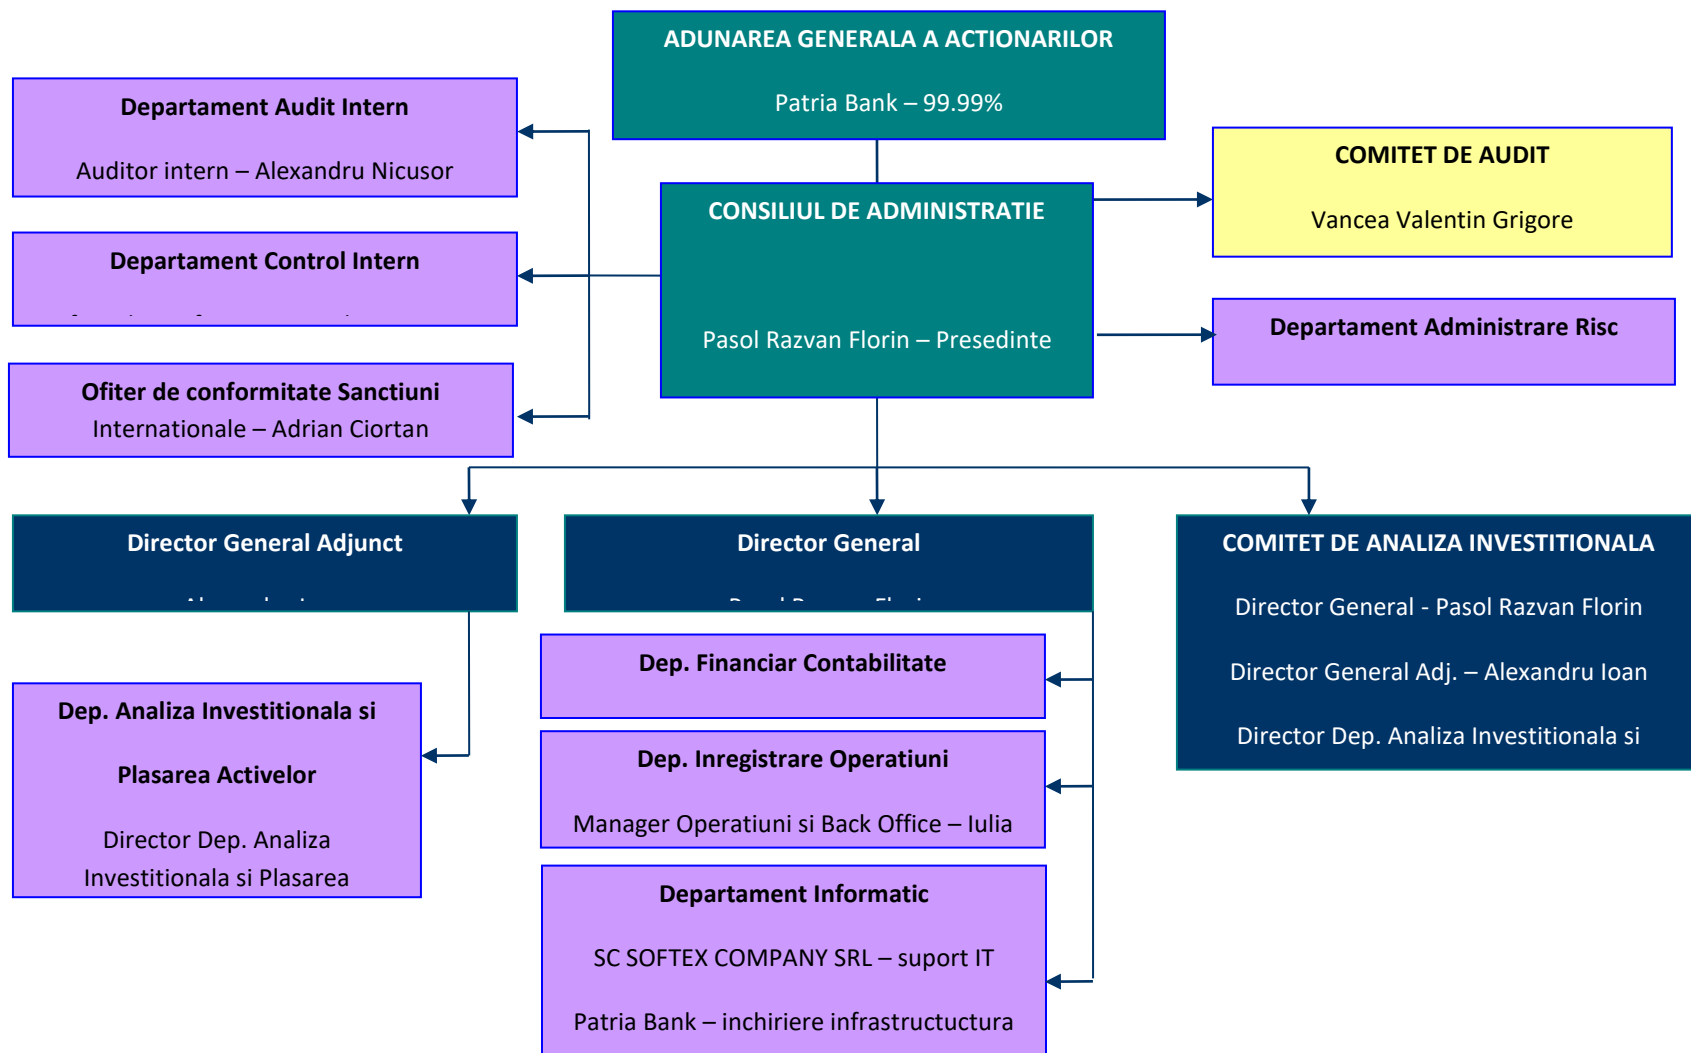 ADUNAREA GENERALA A ACTIONARILOR
Patria Bank – 99.99%
Departament Audit Intern
Auditor intern – Alexandru Nicusor
COMITET DE AUDIT
Vancea Valentin Grigore
CONSILIUL DE ADMINISTRATIE
Pasol Razvan Florin – Presedinte
Departament Control Intern
Departament Administrare Risc
Ofiter de conformitate Sanctiuni
Internationale – Adrian Ciortan
Director General Adjunct
Director General
COMITET DE ANALIZA INVESTITIONALA
Director General - Pasol Razvan Florin
Director General Adj. – Alexandru Ioan
Director Dep. Analiza Investitionala si
Dep. Analiza Investitionala si
Plasarea Activelor
Director Dep. Analiza
Investitionala si Plasarea
Dep. Financiar Contabilitate
Dep. Inregistrare Operatiuni
Manager Operatiuni si Back Office – Iulia
Departament Informatic
SC SOFTEX COMPANY SRL – suport IT
Patria Bank – inchiriere infrastructuctura